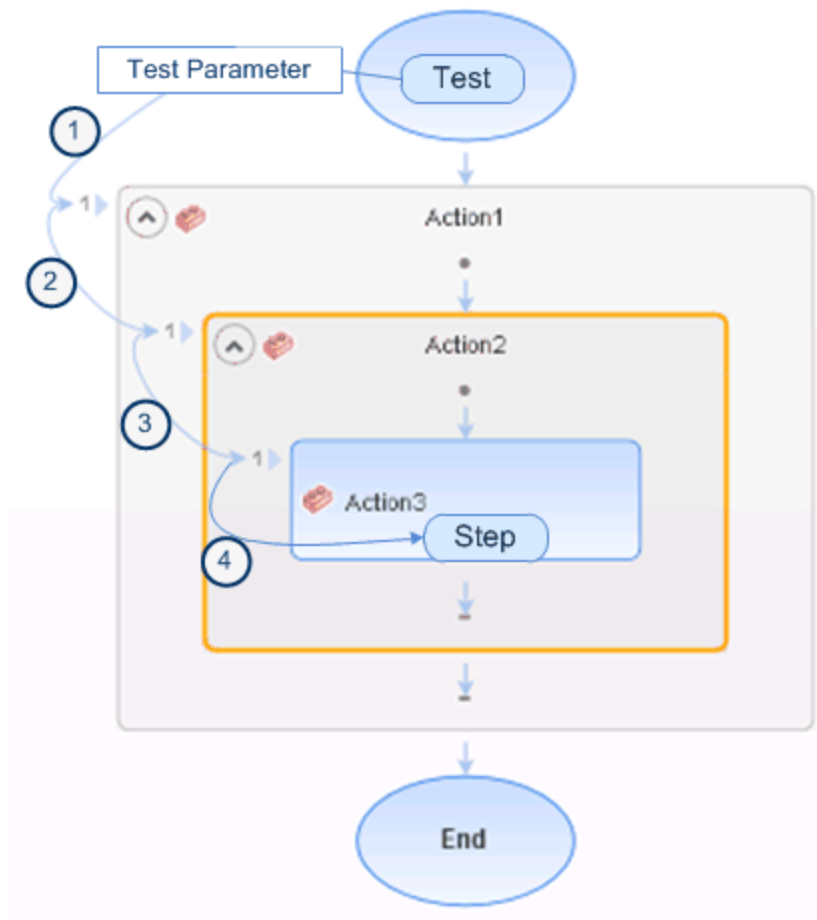 Test Parameter
Test
1
1
Action1
2
1
Action2
3
1
Action3
Step
4
End